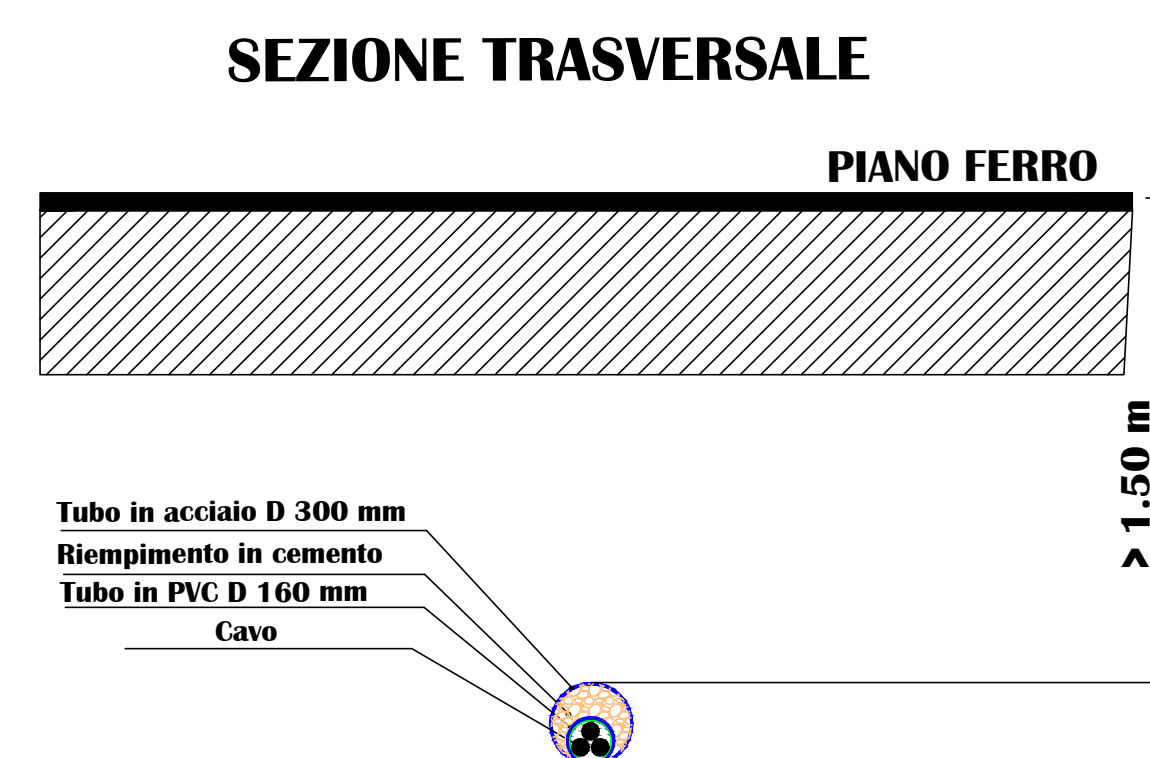 SEZIONE TRASVERSALE
PIANO FERRO
> 1.50 m
Tubo in acciaio D 300 mm
Riempimento in cemento
Tubo in PVC D 160 mm
Cavo